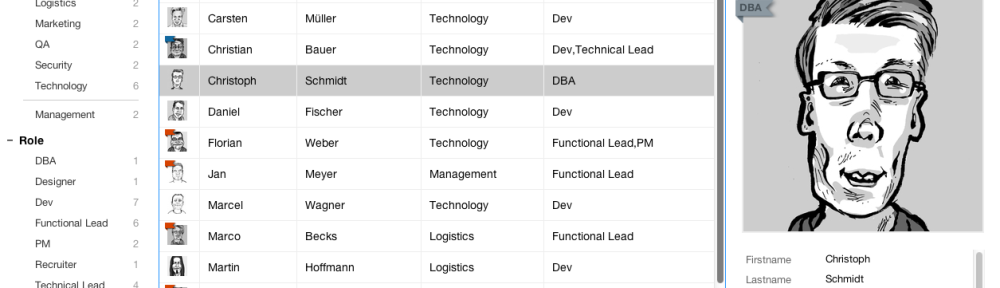 Logistics 2
Marketing 2
QA 2
Security 2
Technology 6
Management 2
– Role
DBA 1
Designer 1
Dev 7
Functional Lead 6
PM 2
Recruiter 1
Technical Lead 4
Carsten Müller Technology Dev
Christian Bauer Technology Dev,Technical Lead
Christoph Schmidt Technology DBA
Daniel Fischer Technology Dev
Florian Weber Technology Functional Lead,PM
Jan Meyer Management Functional Lead
Marcel Wagner Technology Dev
Marco Becks Logistics Functional Lead
Martin Hoffmann Logistics Dev
DBA
Firstname Christoph
Lastname Schmidt